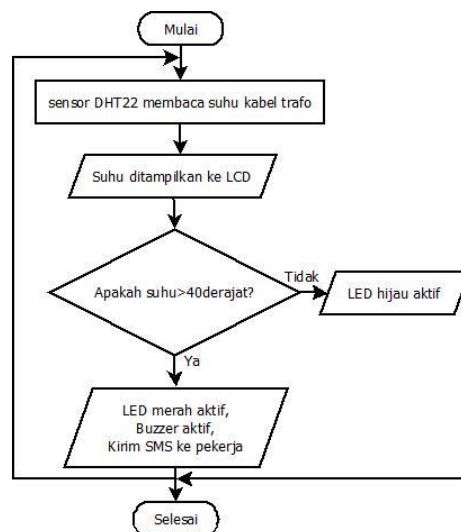 Mulai
sensor DHT22 membaca suhu kabel trafo
Suhu ditampilkan ke LCD
Apakah suhu>40derajat?
Tidak
LED hijau aktif
Ya
LED merah aktif,
Buzzer aktif,
Kirim SMS ke pekerja
Selesai